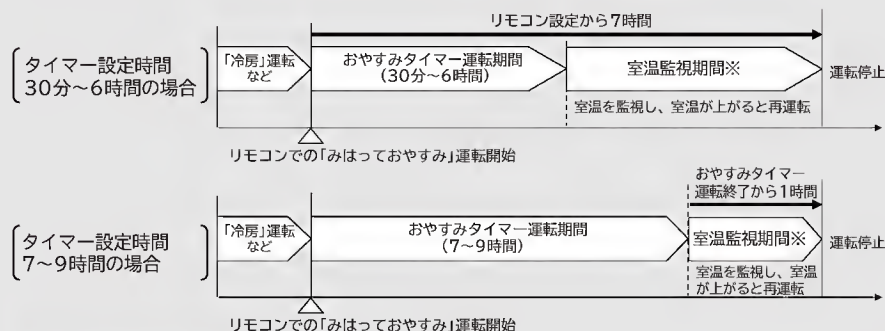 リモコン設定から7時間
タイマー設定時間
30分~6時間の場合
「冷房」運転
など
おやすみタイマー運転期間
(30分~6時間)
室温監視期間※
運転停止
室温を監視し、室温が上がると再運転
リモコンでの「みはっておやすみ」運転開始
おやすみタイマー
運転終了から1時間
タイマー設定時間
7~9時間の場合
「冷房」運転
など
おやすみタイマー運転期間
(7~9時間)
室温監視期間※
運転停止
室温を監視し、室温
が上がると再運転
リモコンでの「みはっておやすみ」運転開始